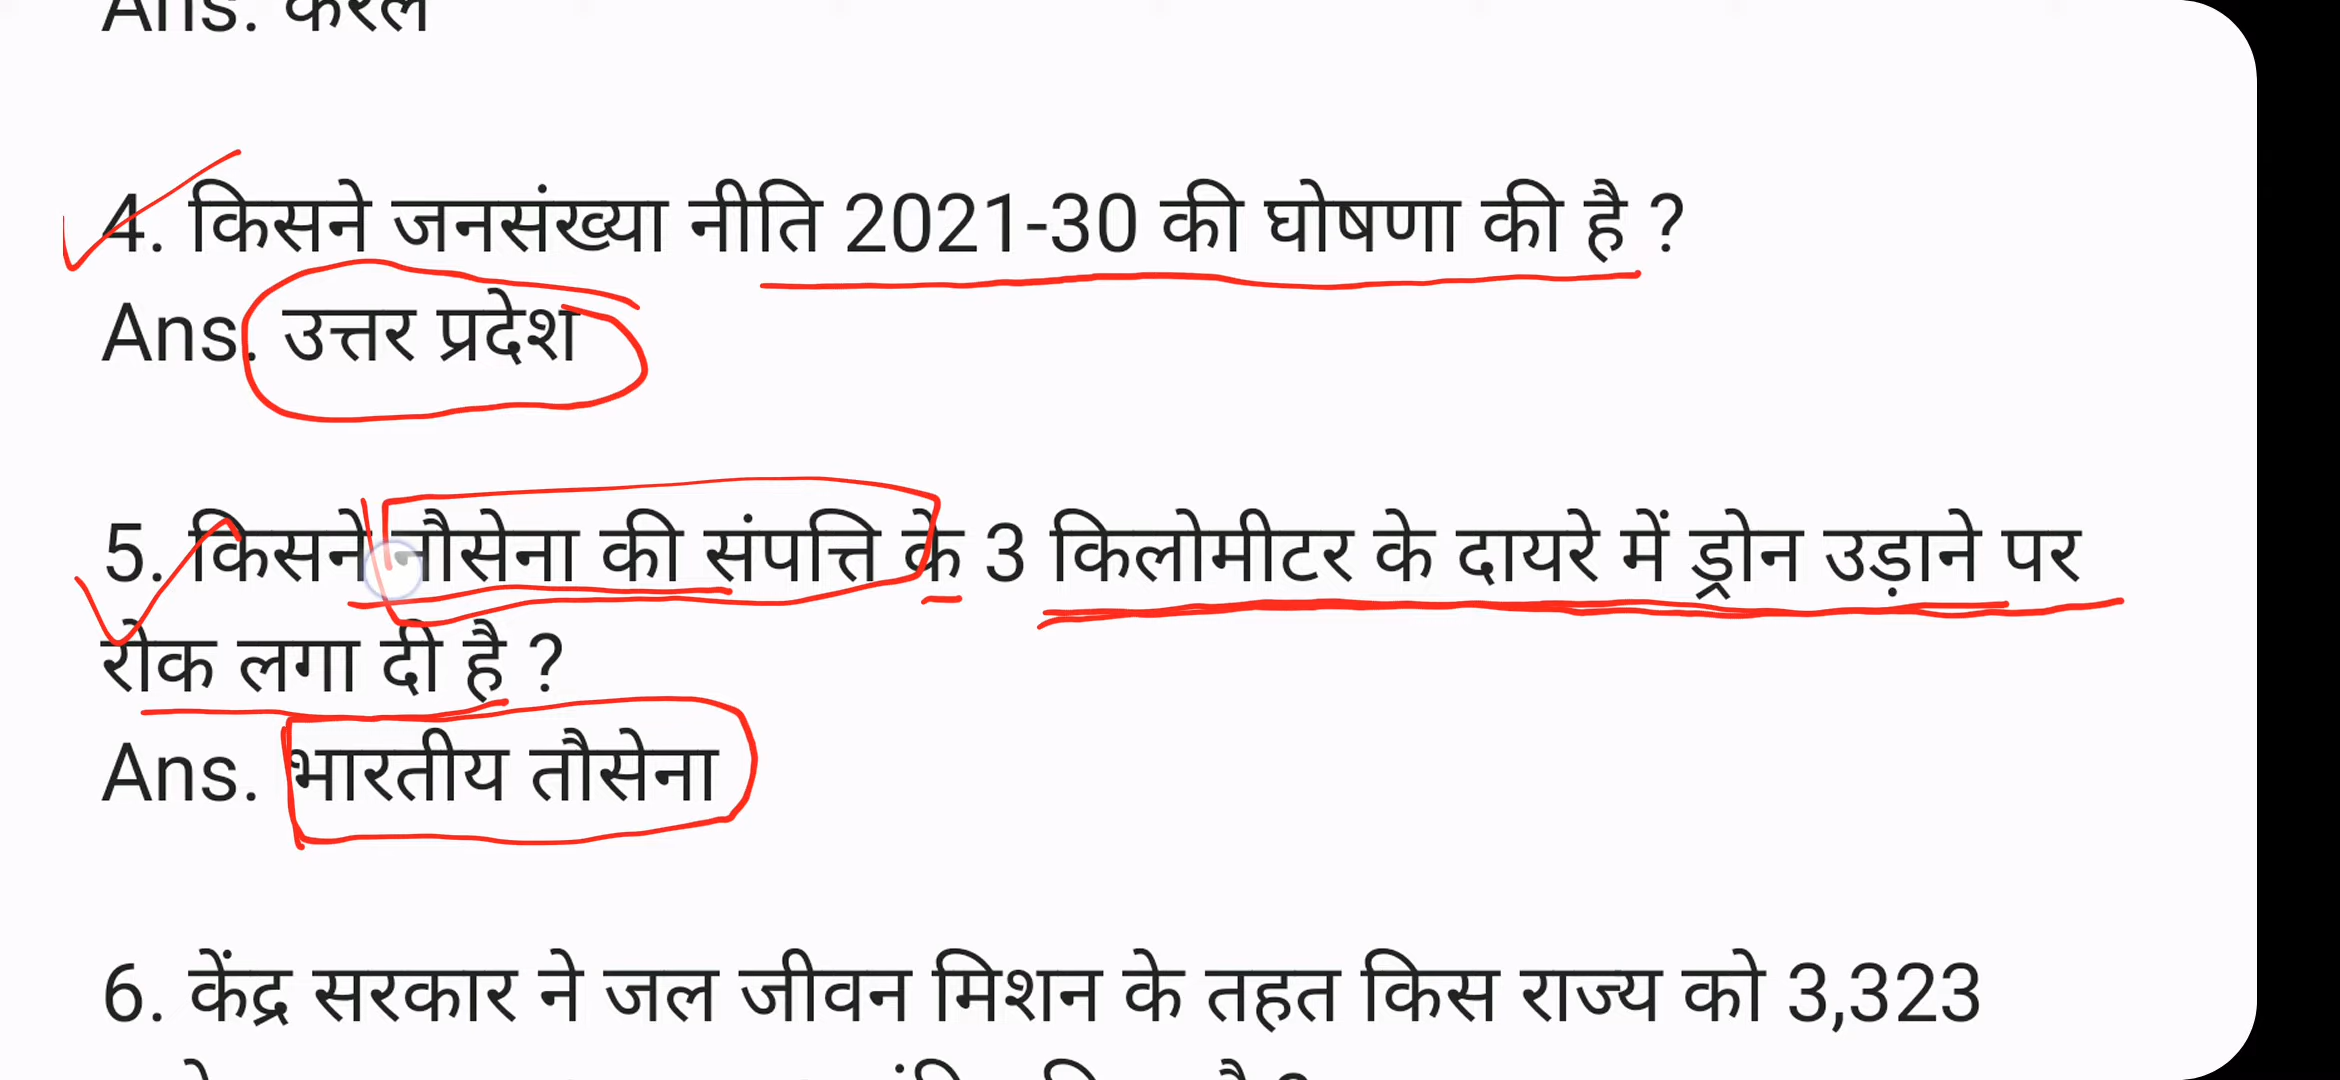 Ans. केरल
4. किसने जनसंख्या नीति 2021-30 की घोषणा की है ?
Ans. उत्तर प्रदेश
5. किसने नौसेना की संपत्ति के 3 किलोमीटर के दायरे में ड्रोन उड़ाने पर
रोक लगा दी है ?
Ans. भारतीय तौसेना
6. केंद्र सरकार ने जल जीवन मिशन के तहत किस राज्य को 3,323